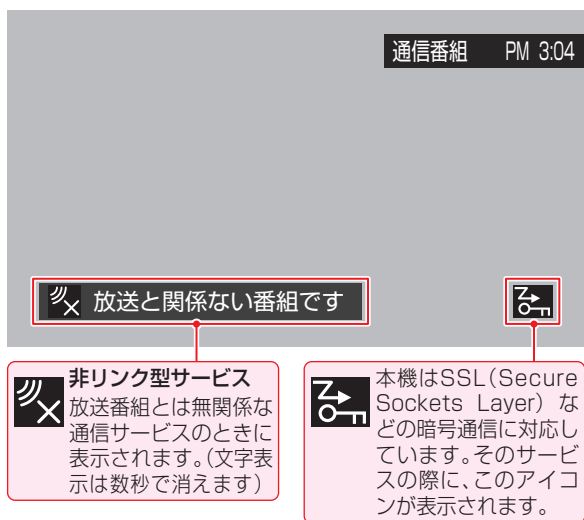 通信番組 PM 3:04
放送と関係ない番組です
非リンク型サービス
放送番組とは無関係な
通信サービスのときに
表示されます。(文字表
示は数秒で消えます)
本機はSSL(Secure
Sockets Layer) な
どの暗号通信に対応し
ています。そのサービ
スの際に、このアイコ
ンが表示されます。